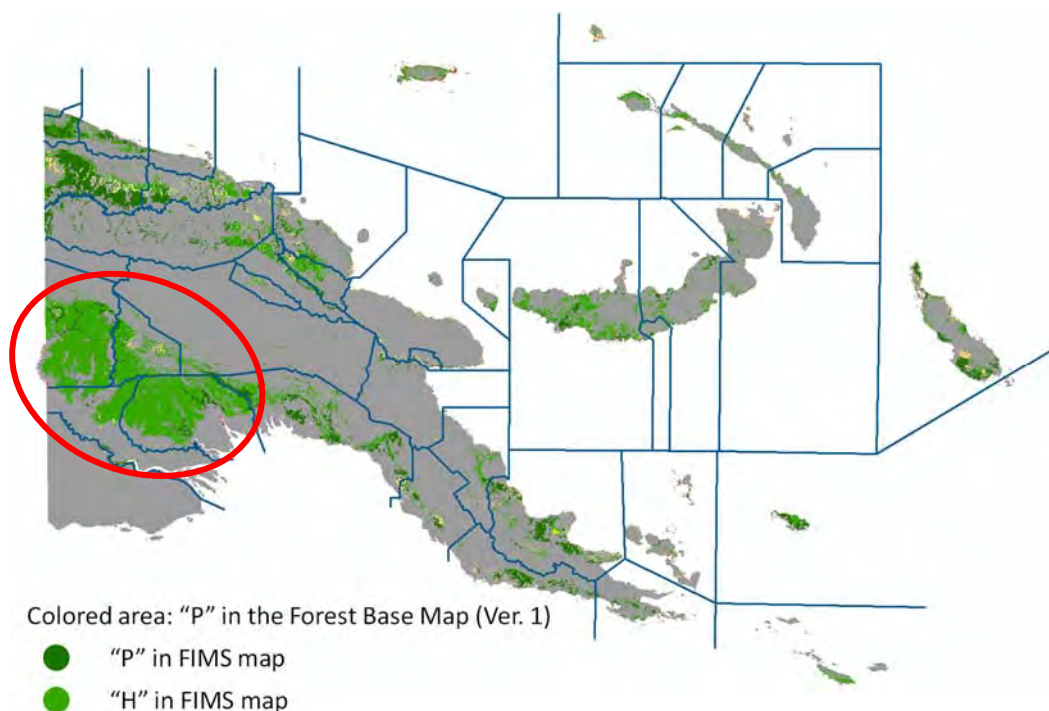 Colored area: “P” in the Forest Base Map (Ver. 1)
“P” in FIMS map
“H” in FIMS map